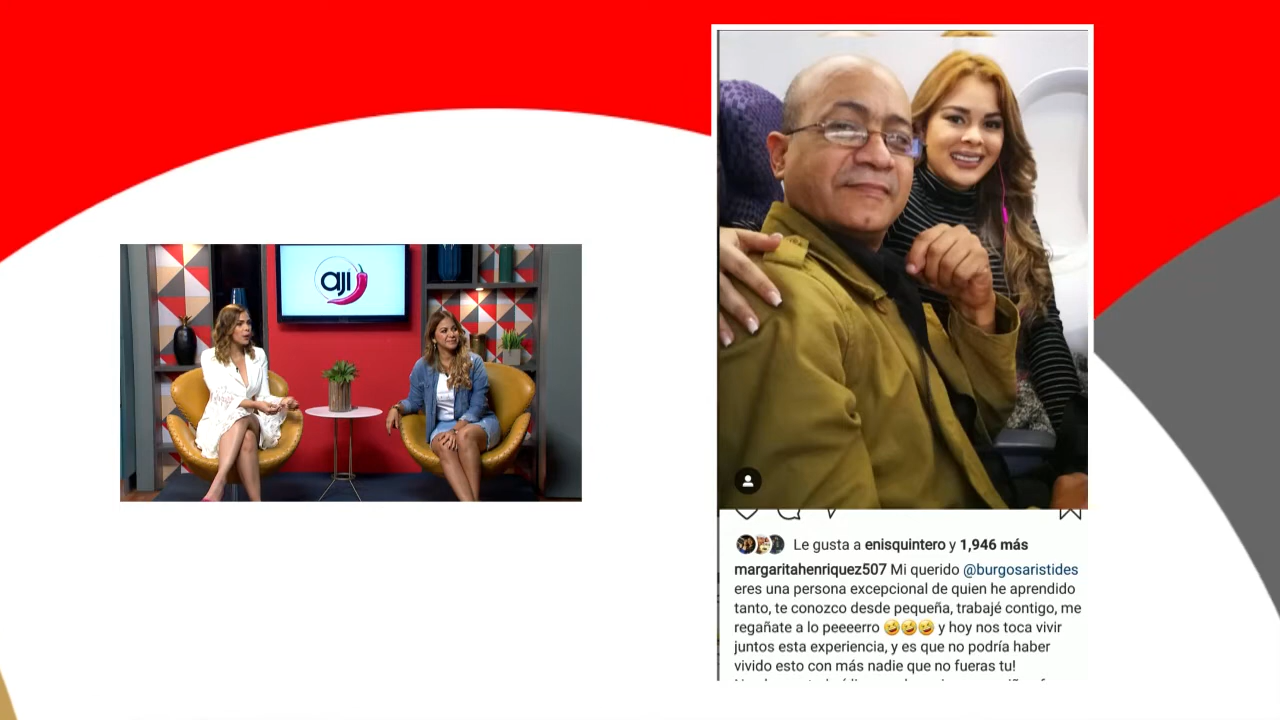 aji
Le gusta a enisquintero y 1,946 más
margaritahenriquez507 Mi querido @burgosaristides
eres una persona excepcional de quien he aprendido
tanto, te conozco desde pequeña, trabajé contigo, me
regañate a lo peeeerro 🤣🤣🤣 y hoy nos toca vivir
juntos esta experiencia, y es que no podría haber
vivido esto con más nadie que no fueras tu!